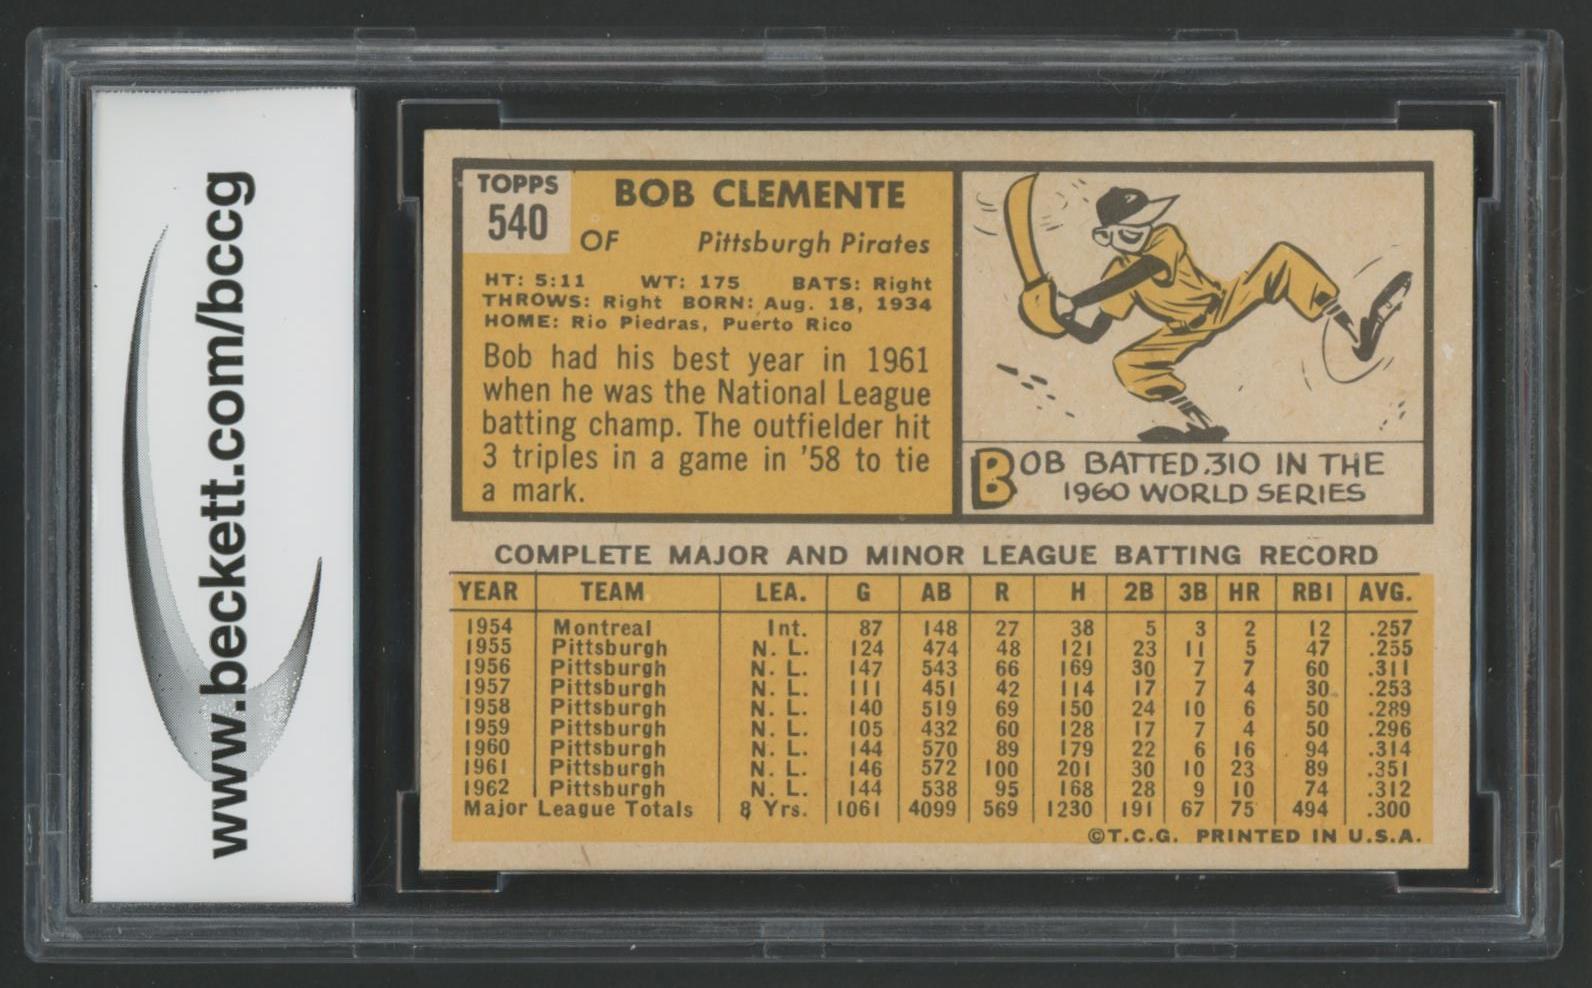 www.beckett.com/bccg
TOPPS
540
BOB CLEMENTE
OF Pittsburgh Pirates
HT: 5:11 WT: 175 BATS: Right
THROWS: Right BORN: Aug. 18, 1934
HOME: Rio Piedras, Puerto Rico
Bob had his best year in 1961
when he was the National League
batting champ. The outfielder hit
3 triples in a game in '58 to tie
a mark.
BOB BATTED .310 IN THE
1960 WORLD SERIES
COMPLETE MAJOR AND MINOR LEAGUE BATTING RECORD
YEAR TEAM LEA. G AB R H 2B 3B HR RBI AVG.
1954 Montreal Int. 87 148 27 38 5 3 2 12 .257
1955 Pittsburgh N. L. 124 474 48 121 23 11 5 47 .255
1956 Pittsburgh N. L. 147 543 66 169 30 7 7 60 .311
1957 Pittsburgh N. L. 111 451 42 114 17 7 4 30 .253
1958 Pittsburgh N. L. 140 519 69 150 24 10 6 50 .289
1959 Pittsburgh N. L. 105 432 60 128 17 7 4 50 .296
1960 Pittsburgh N. L. 144 570 89 179 22 6 16 94 .314
1961 Pittsburgh N. L. 146 572 100 201 30 10 23 89 .351
1962 Pittsburgh N. L. 144 538 95 168 28 9 10 74 .312
Major League Totals 8 Yrs. 1061 4099 569 1230 191 67 75 494 .300
©T.C.G. PRINTED IN U.S.A.